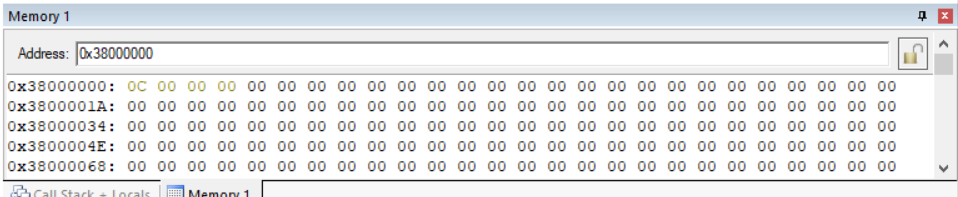 Memory 1
Address: 0x38000000
0x38000000: 0C 00 00 00 00 00 00 00 00 00 00 00 00 00 00 00 00 00 00 00 00 00 00 00 00 00
0x3800001A: 00 00 00 00 00 00 00 00 00 00 00 00 00 00 00 00 00 00 00 00 00 00 00 00 00 00
0x38000034: 00 00 00 00 00 00 00 00 00 00 00 00 00 00 00 00 00 00 00 00 00 00 00 00 00 00
0x3800004E: 00 00 00 00 00 00 00 00 00 00 00 00 00 00 00 00 00 00 00 00 00 00 00 00 00 00
0x38000068: 00 00 00 00 00 00 00 00 00 00 00 00 00 00 00 00 00 00 00 00 00 00 00 00 00 00
Call Stack + Locals Memory 1